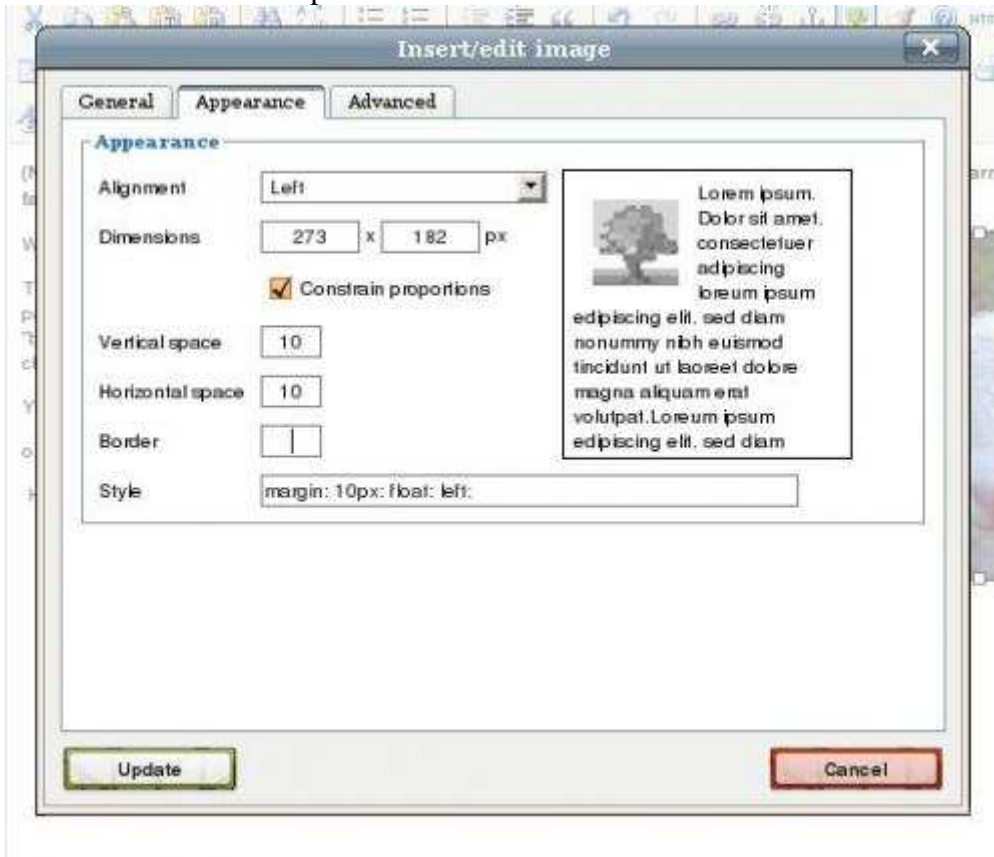 Insert/edit image
General Appearance Advanced
Appearance
Alignment Left
Dimensions 273 x 182 px
Constrain proportions
Vertical space 10
Horizontal space 10
Border
Style margin: 10px; float: left;
Lorem ipsum.
Dolor sit amet.
consectetuer
adipiscing
loreum ipsum
edipiscing elit. sed diam
nonummy nibh euismod
tincidunt ut laoreet dolore
magna aliquam erat
volutpat.Loreum ipsum
edipiscing elit. sed diam
Update Cancel